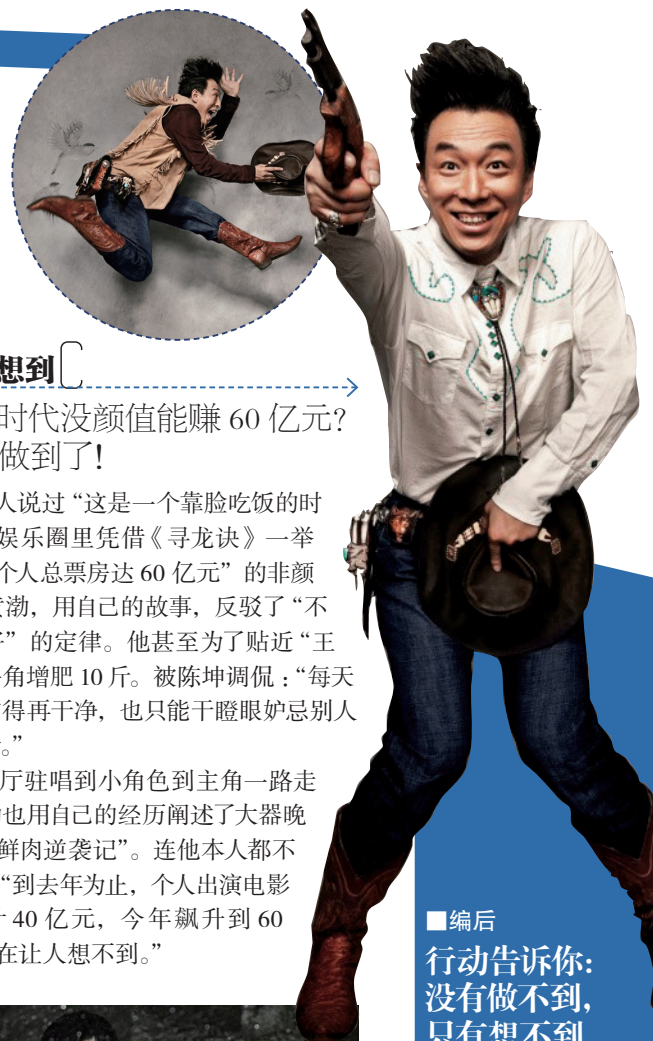 想到
时代没颜值能赚 60 亿元?
做到了!
人说过“这是一个靠脸吃饭的时
娱乐圈里凭借《寻龙诀》一举
个人总票房达 60 亿元”的非颜
渤，用自己的故事，反驳了“不
”的定律。他甚至为了贴近“王
角增肥 10 斤。被陈坤调侃：“每天
得再干净，也只能干瞪眼妒忌别人
。”
厅驻唱到小角色到主角一路走
也用自己的经历阐述了大器晚
鲜肉逆袭记”。连他本人都不
“到去年为止，个人出演电影
40 亿元，今年飙升到 60
在让人想不到。”
■编后
行动告诉你:
没有做不到,
只有想不到